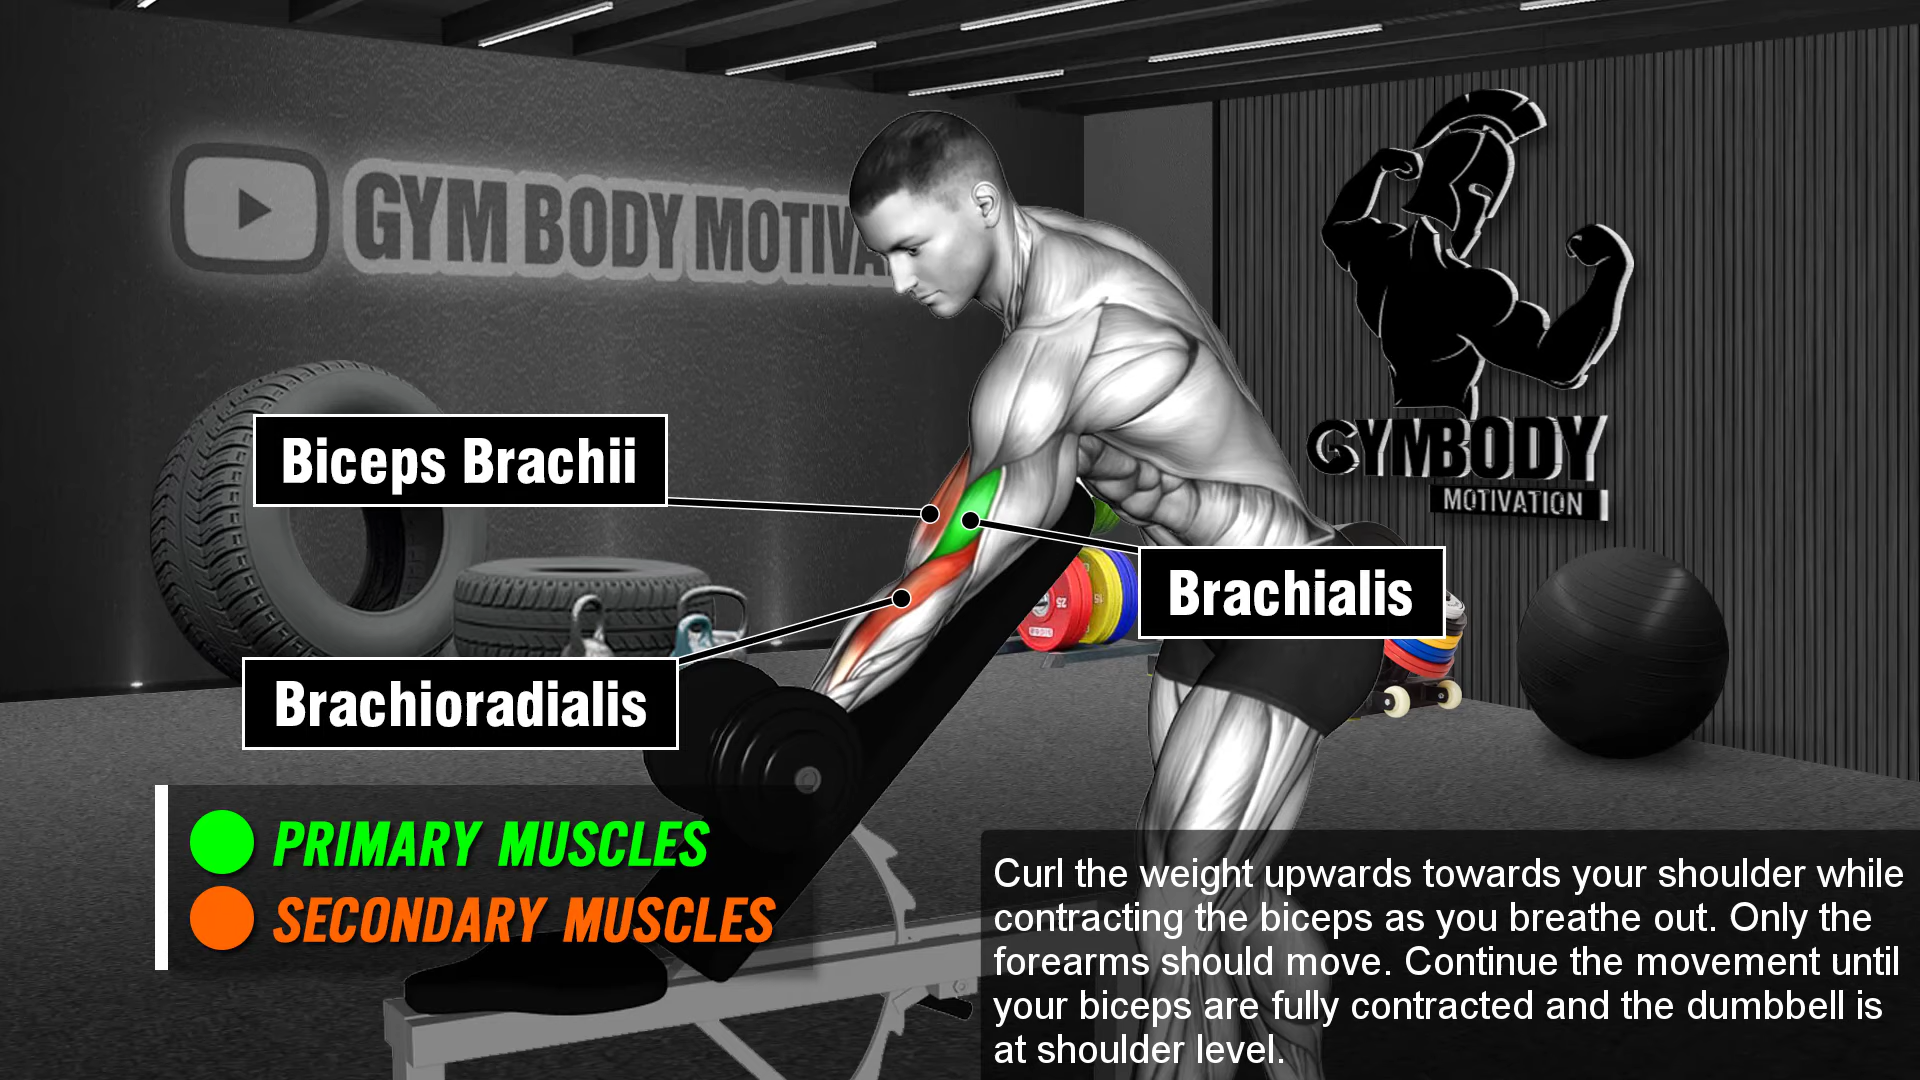 GYM BODY MOTIVA
GYMBODY
MOTIVATION
Biceps Brachii
Brachialis
Brachioradialis
PRIMARY MUSCLES
SECONDARY MUSCLES
Curl the weight upwards towards your shoulder while
contracting the biceps as you breathe out. Only the
forearms should move. Continue the movement until
your biceps are fully contracted and the dumbbell is
at shoulder level.
25
15